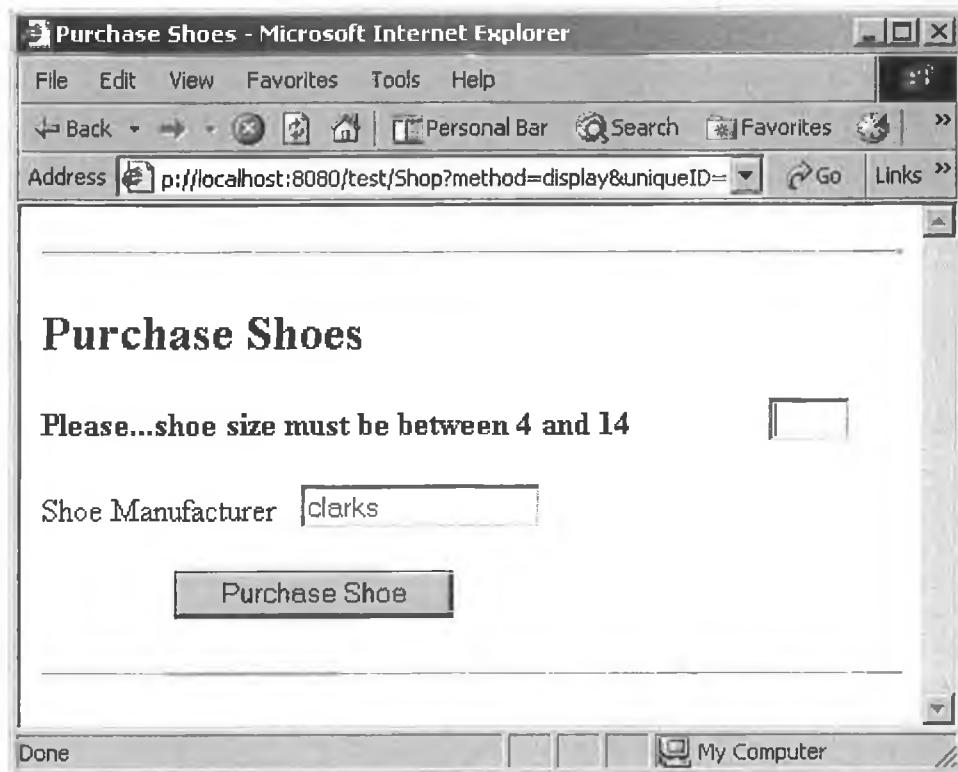 Purchase Shoes - Microsoft Internet Explorer
File Edit View Favorites Tools Help
Back Personal Bar Search Favorites »
Address p://localhost:8080/test/Shop?method=display&uniqueID= Go Links »
Purchase Shoes
Please...shoe size must be between 4 and 14
Shoe Manufacturer clarks
Purchase Shoe
Done My Computer